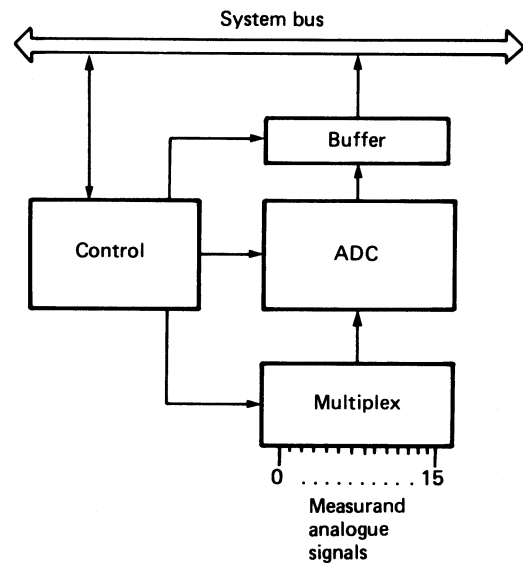 System bus
Buffer
Control
ADC
Multiplex
0 .......... 15
Measurand
analogue
signals